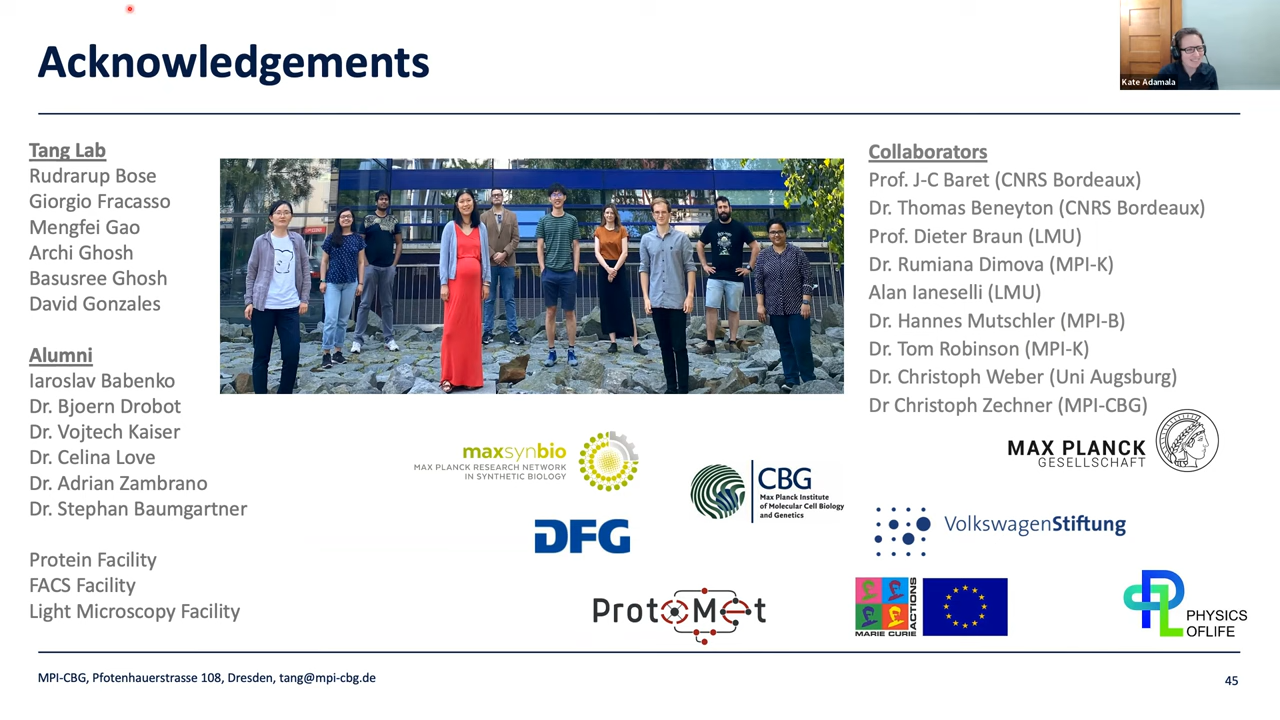 Acknowledgements
Kate Adamala
Tang Lab
Rudrarup Bose
Giorgio Fracasso
Mengfei Gao
Archi Ghosh
Basusree Ghosh
David Gonzales
Alumni
Iaroslav Babenko
Dr. Bjoern Drobot
Dr. Vojtech Kaiser
Dr. Celina Love
Dr. Adrian Zambrano
Dr. Stephan Baumgartner
Protein Facility
FACS Facility
Light Microscopy Facility
Collaborators
Prof. J-C Baret (CNRS Bordeaux)
Dr. Thomas Beneyton (CNRS Bordeaux)
Prof. Dieter Braun (LMU)
Dr. Rumiana Dimova (MPI-K)
Alan Ianeselli (LMU)
Dr. Hannes Mutschler (MPI-B)
Dr. Tom Robinson (MPI-K)
Dr. Christoph Weber (Uni Augsburg)
Dr Christoph Zechner (MPI-CBG)
maxsynbio
MAX PLANCK RESEARCH NETWORK
IN SYNTHETIC BIOLOGY
CBG
Max Planck Institute
of Molecular Cell Biology
and Genetics
MAX PLANCK
GESELLSCHAFT
DFG
VolkswagenStiftung
ProtoMet
MARIE CURIE
ACTIONS
PHYSICS
OFLIFE
MPI-CBG, Pfotenhauerstrasse 108, Dresden, tang@mpi-cbg.de
45